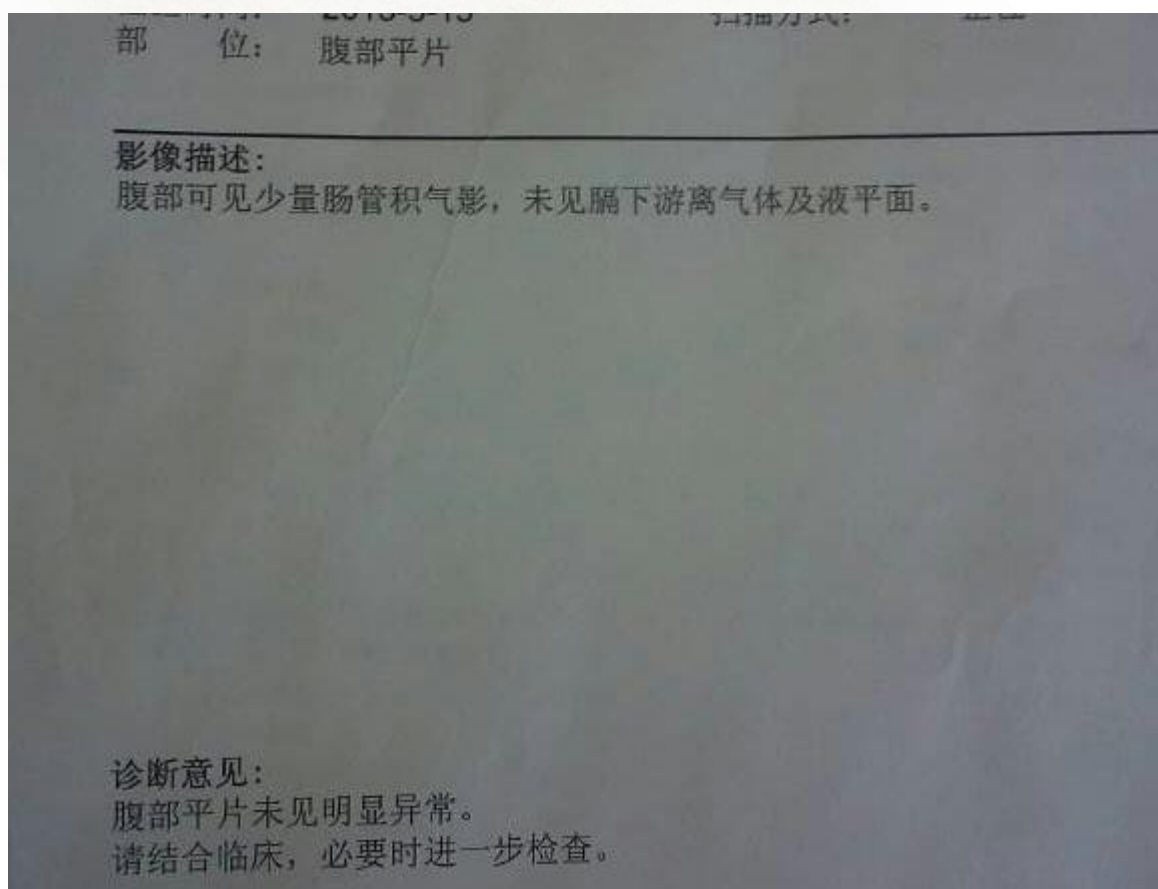 部 位: 腹部平片
影像描述:
腹部可见少量肠管积气影, 未见膈下游离气体及液平面。
诊断意见:
腹部平片未见明显异常。
请结合临床, 必要时进一步检查。